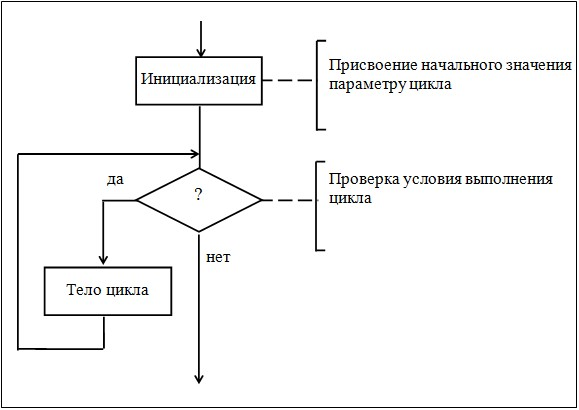 Инициализация
Присвоение начального значения
параметру цикла
да
?
Проверка условия выполнения
цикла
нет
Тело цикла